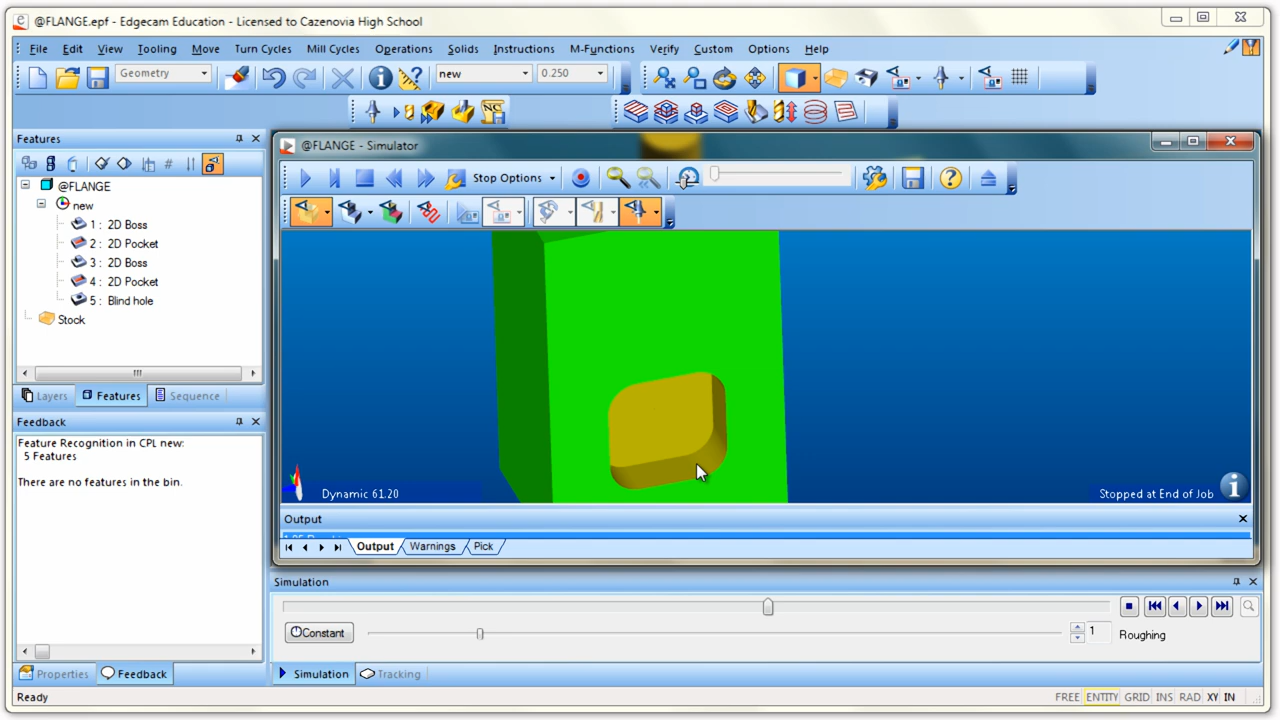 @FLANGE.epf - Edgecam Education - Licensed to Cazenovia High School
File Edit View Tooling Move Turn Cycles Mill Cycles Operations Solids Instructions M-Functions Verify Custom Options Help
Geometry new 0.250
NC
Features
@FLANGE - Simulator
Stop Options
@FLANGE
new
1 : 2D Boss
2 : 2D Pocket
3 : 2D Boss
4 : 2D Pocket
5 : Blind hole
Stock
Layers Features Sequence
Feedback
Feature Recognition in CPL new:
5 Features
There are no features in the bin.
Dynamic 61.20
Stopped at End of Job
Output
Output Warnings Pick
Simulation
Constant 1 Roughing
Properties Feedback Simulation Tracking
Ready FREE ENTITY GRID INS RAD XY IN